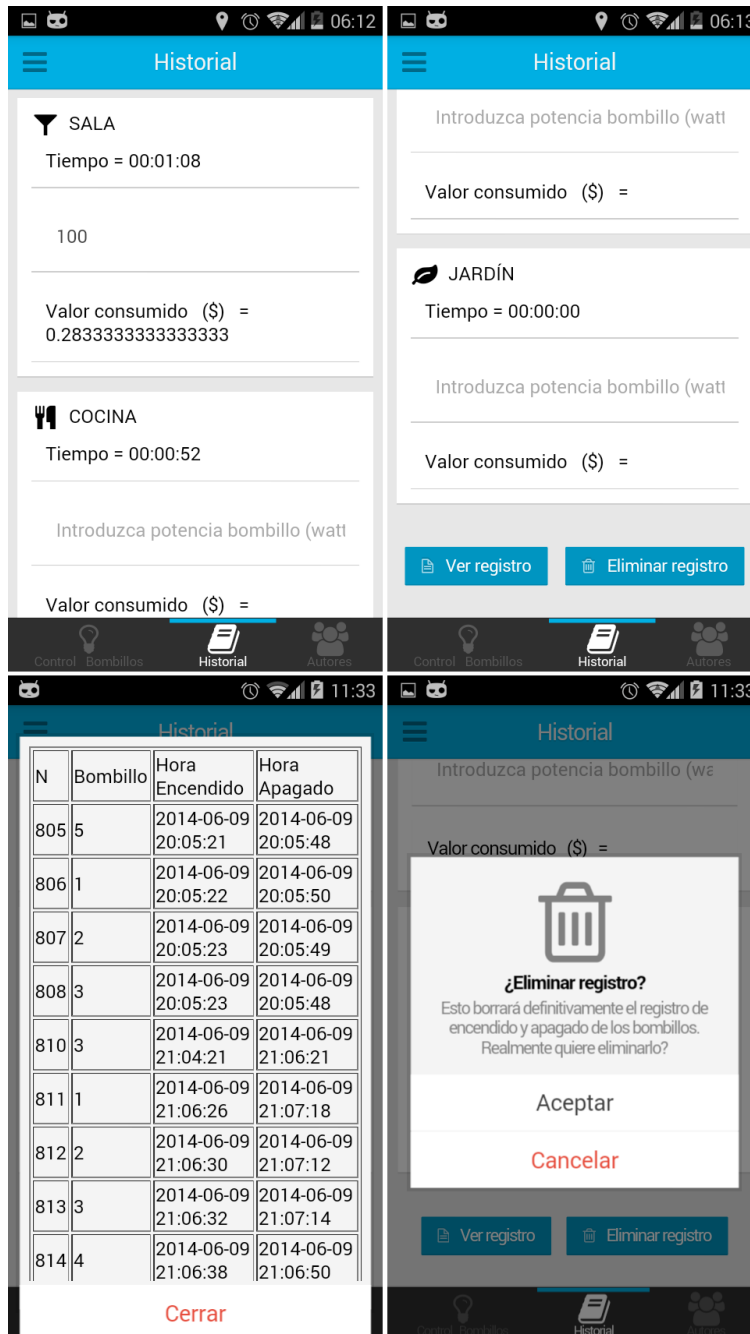 06:12
Historial
SALA
Tiempo = 00:01:08
100
Valor consumido ($) =
0.2833333333333333
COCINA
Tiempo = 00:00:52
Introduzca potencia bombillo (watt
Valor consumido ($) =
Control Bombillos
Historial
Autores
06:13
Historial
Introduzca potencia bombillo (watt
Valor consumido ($) =
JARDÍN
Tiempo = 00:00:00
Introduzca potencia bombillo (watt
Valor consumido ($) =
Ver registro
Eliminar registro
Control Bombillos
Historial
Autores
11:33
Historial
N Bombillo Hora Encendido Hora Apagado
805 5 2014-06-09 20:05:21 2014-06-09 20:05:48
806 1 2014-06-09 20:05:22 2014-06-09 20:05:50
807 2 2014-06-09 20:05:23 2014-06-09 20:05:49
808 3 2014-06-09 20:05:23 2014-06-09 20:05:48
810 3 2014-06-09 21:04:21 2014-06-09 21:06:21
811 1 2014-06-09 21:06:26 2014-06-09 21:07:18
812 2 2014-06-09 21:06:30 2014-06-09 21:07:12
813 3 2014-06-09 21:06:32 2014-06-09 21:07:14
814 4 2014-06-09 21:06:38 2014-06-09 21:06:50
Cerrar
11:33
Historial
Introduzca potencia bombillo (wa
Valor consumido ($) =
¿Eliminar registro?
Esto borrará definitivamente el registro de
encendido y apagado de los bombillos.
Realmente quiere eliminarlo?
Aceptar
Cancelar
Ver registro
Eliminar registro
Control Bombillos
Historial
Autores